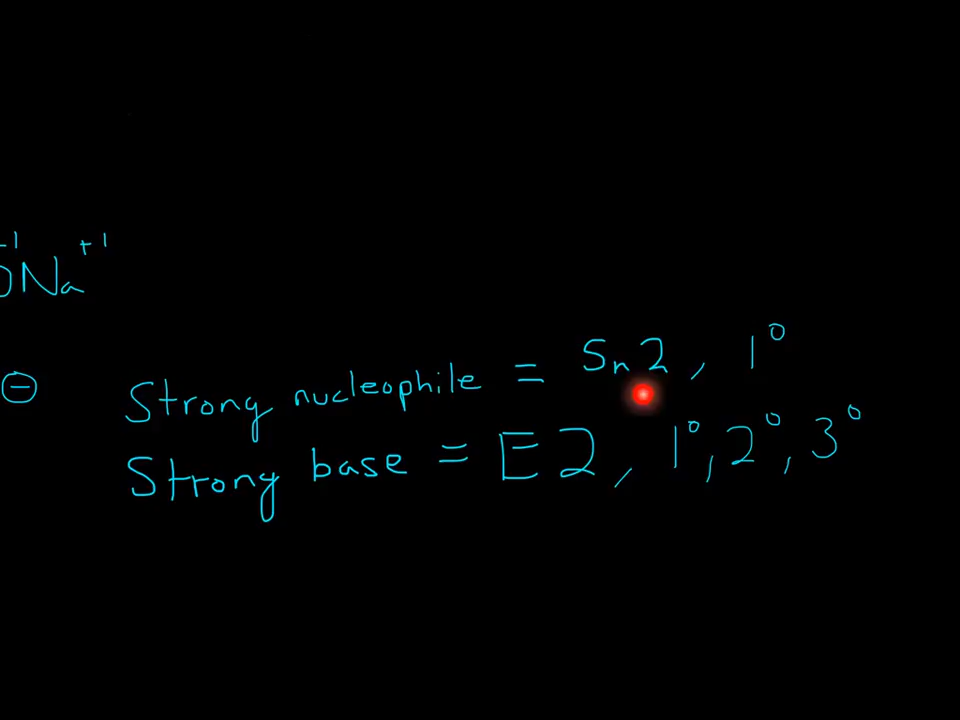 ONa⁺¹
⊖
Strong nucleophile = Sn2, 1°
Strong base = E2, 1°, 2°, 3°